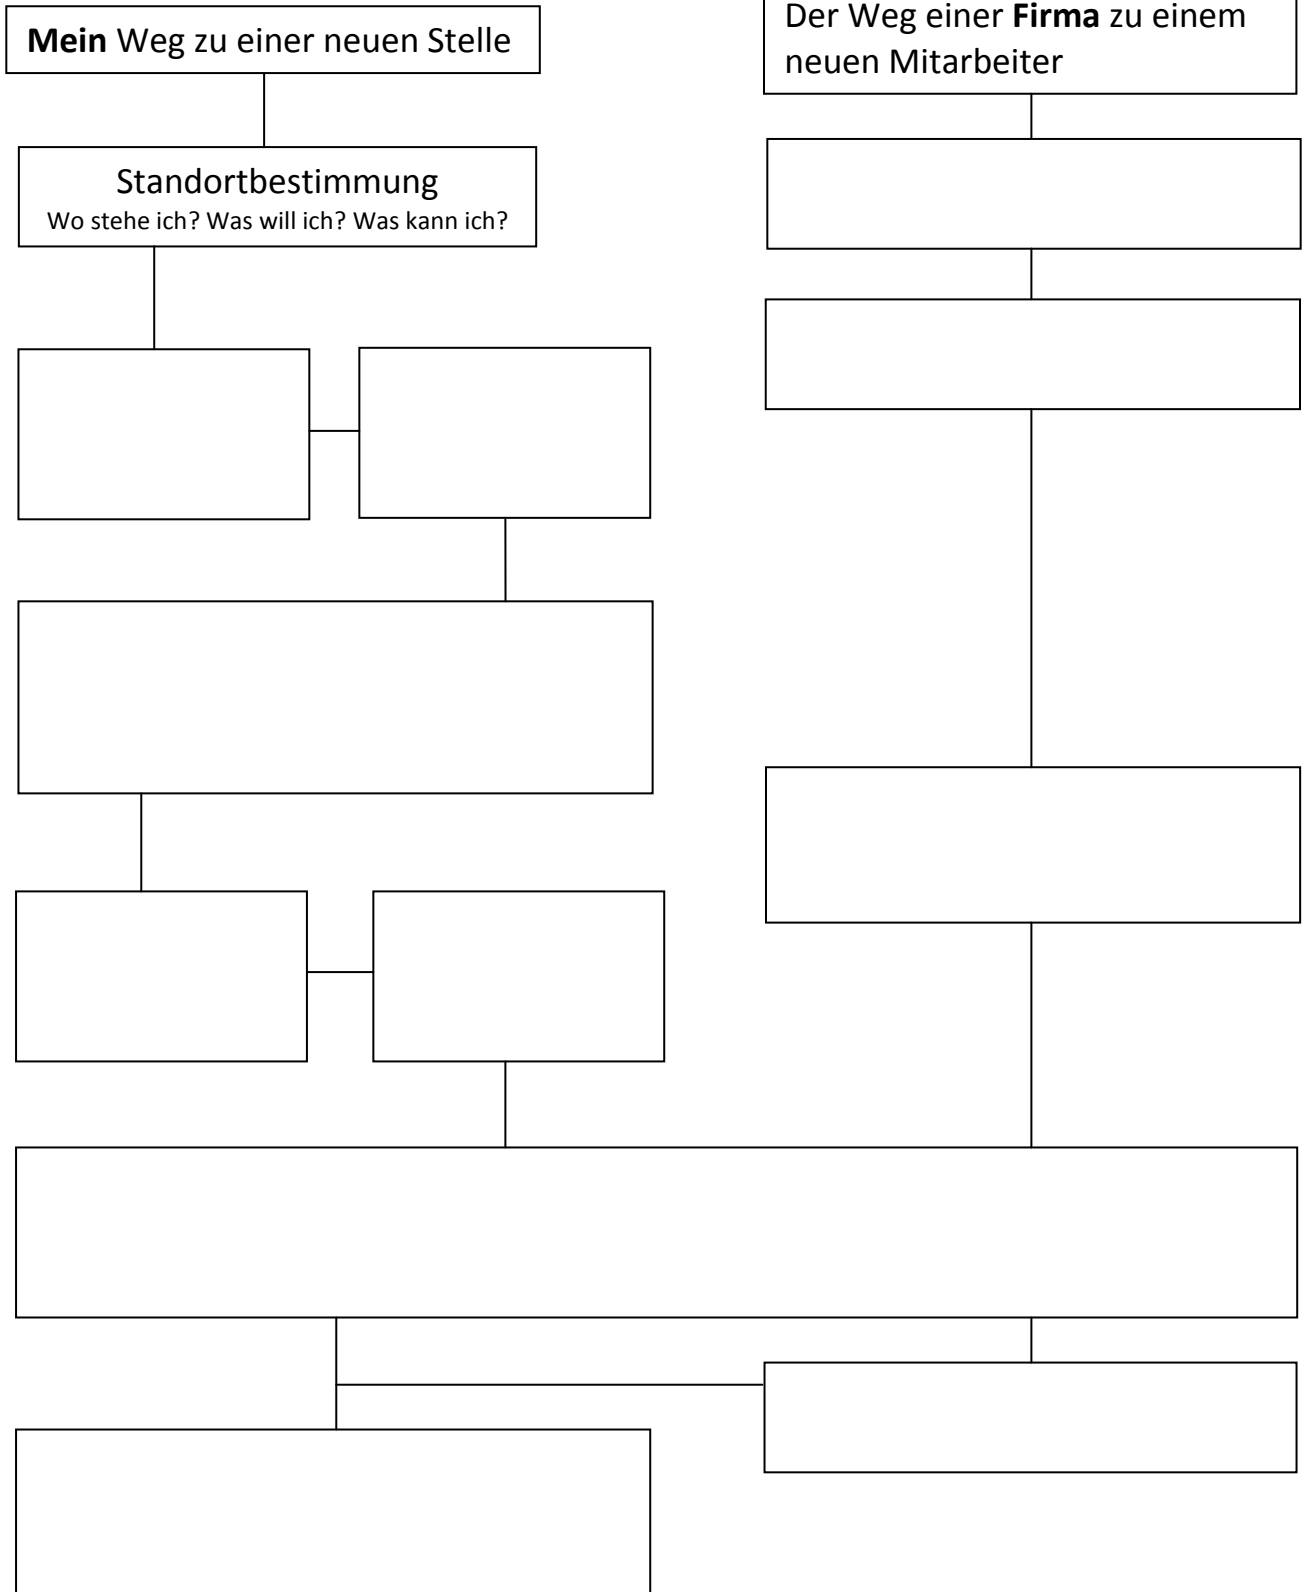 Mein Weg zu einer neuen Stelle
Standortbestimmung
Wo stehe ich? Was will ich? Was kann ich?
Der Weg einer Firma zu einem
neuen Mitarbeiter